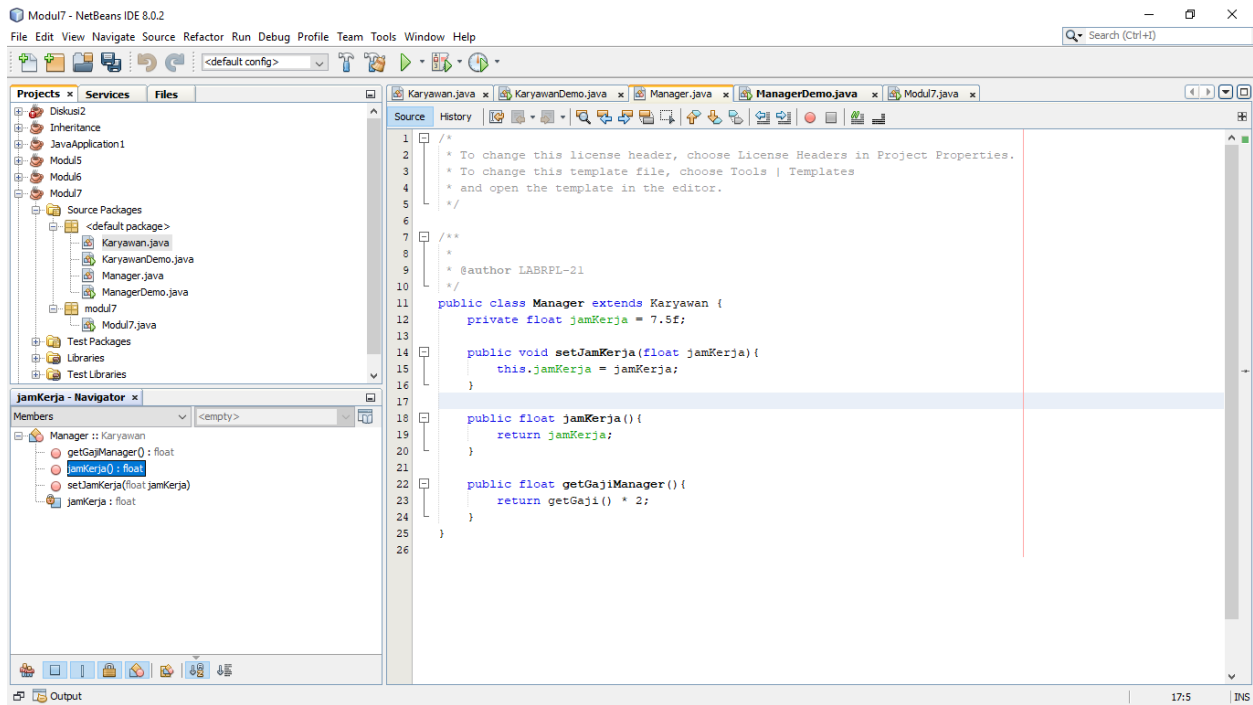 Modul7 - NetBeans IDE 8.0.2
File Edit View Navigate Source Refactor Run Debug Profile Team Tools Window Help
Search (Ctrl+I)
<default config>
Projects Services Files
Diskusi2
Inheritance
JavaApplication1
Modul5
Modul6
Modul7
Source Packages
<default package>
Karyawan.java
KaryawanDemo.java
Manager.java
ManagerDemo.java
modul7
Modul7.java
Test Packages
Libraries
Test Libraries
jamKerja - Navigator
Members <empty>
Manager :: Karyawan
getGajiManager() : float
jamKerja() : float
setJamKerja(float jamKerja)
jamKerja : float
Karyawan.java KaryawanDemo.java Manager.java ManagerDemo.java Modul7.java
Source History
1 /*
2 * To change this license header, choose License Headers in Project Properties.
3 * To change this template file, choose Tools | Templates
4 * and open the template in the editor.
5 */
6
7 /**
8 *
9 * @author LABRPL-21
10 */
11 public class Manager extends Karyawan {
12 private float jamKerja = 7.5f;
13
14 public void setJamKerja(float jamKerja){
15 this.jamKerja = jamKerja;
16 }
17
18 public float jamKerja(){
19 return jamKerja;
20 }
21
22 public float getGajiManager(){
23 return getGaji() * 2;
24 }
25 }
26
Output
17:5 INS